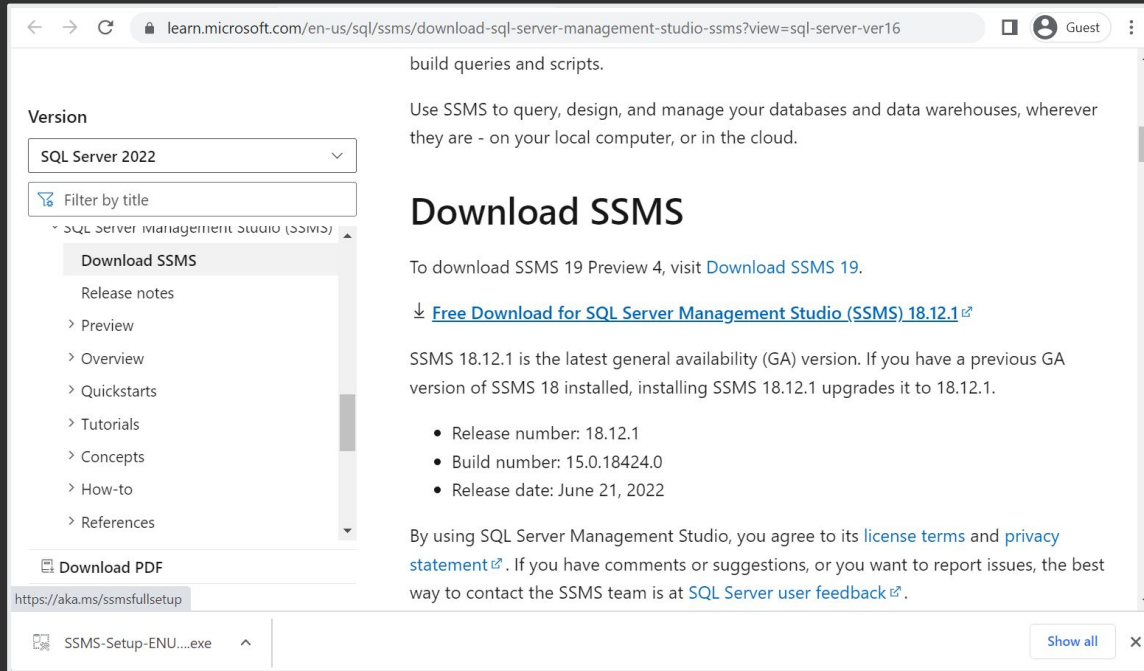 learn.microsoft.com/en-us/sql/ssms/download-sql-server-management-studio-ssms?view=sql-server-ver16
Guest
Version
SQL Server 2022
Filter by title
SQL Server Management Studio (SSMS)
Download SSMS
Release notes
Preview
Overview
Quickstarts
Tutorials
Concepts
How-to
References
Download PDF
https://aka.ms/ssmsfullsetup
build queries and scripts.
Use SSMS to query, design, and manage your databases and data warehouses, wherever
they are - on your local computer, or in the cloud.
Download SSMS
To download SSMS 19 Preview 4, visit Download SSMS 19.
Free Download for SQL Server Management Studio (SSMS) 18.12.1
SSMS 18.12.1 is the latest general availability (GA) version. If you have a previous GA
version of SSMS 18 installed, installing SSMS 18.12.1 upgrades it to 18.12.1.
• Release number: 18.12.1
• Build number: 15.0.18424.0
• Release date: June 21, 2022
By using SQL Server Management Studio, you agree to its license terms and privacy
statement. If you have comments or suggestions, or you want to report issues, the best
way to contact the SSMS team is at SQL Server user feedback.
SSMS-Setup-ENU....exe
Show all